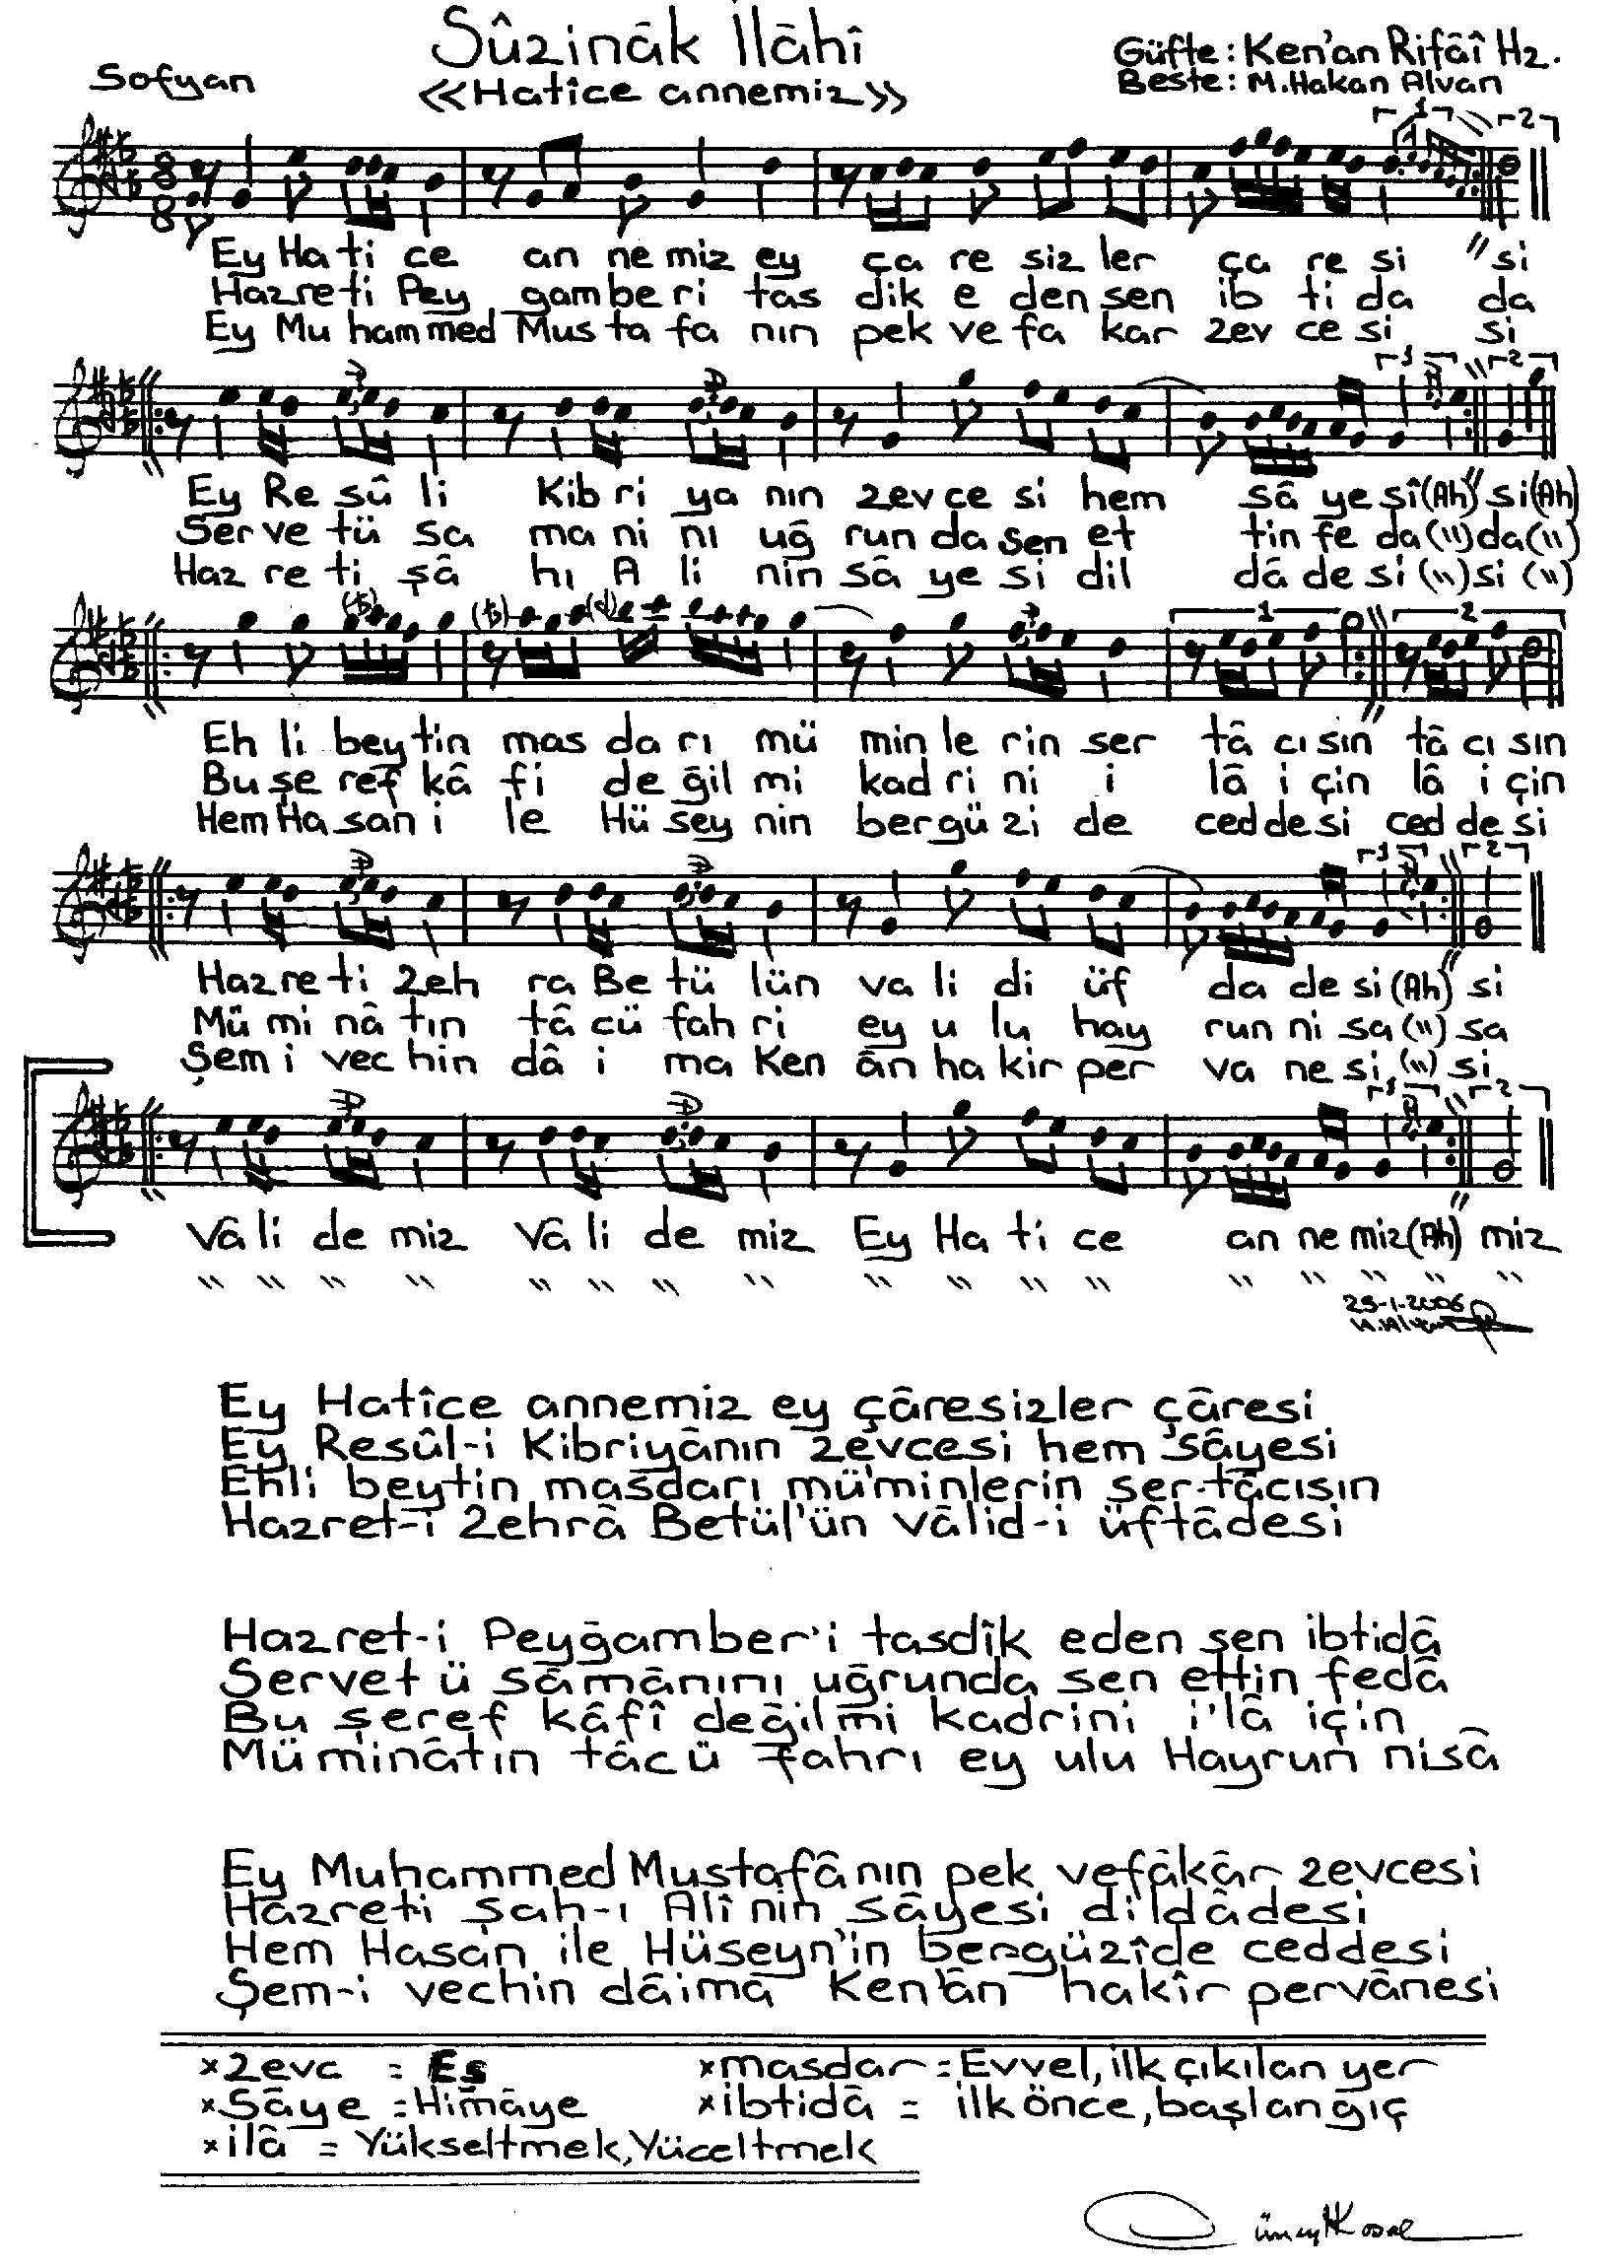 Sûzinâk İlâhî
Sofyan
<<Hatîce annemiz>>
Güfte : Ken'an Rifâî Hz.
Beste : M. Hakan Alvan
8
8
1
2
Ey Ha ti ce an ne miz ey ça re siz ler ça re si " si
Hazre ti Pey gam be ri tas dik e den sen ib ti da da
Ey Mu ham med Mus ta fa nın pek ve fa kar zev ce si si
1
2
Ey Re sû li Kib ri ya nın zev ce si hem sâ ye sî (Ah) si (Ah)
Ser ve tü sa ma ni nı uğ run da sen et tin fe da (") da (")
Haz re ti şâ hı A li nin sâ ye si dil dâ de si (") si (")
1
2
Eh li bey tin mas da rı mü min le rin ser tâ cı sın tâ cı sın
Bu şe ref kâ fi de ğil mi kad ri ni i lâ i çin lâ i çin
Hem Ha san i le Hü sey nin ber gü zi de ced de si ced de si
1
2
Haz re ti Zeh ra Be tü lün va li di üf da de si (Ah) si
Mü mi nâ tın tâ cü fah ri ey u lu hay run ni sa (") sa
Şem i vec hin dâ i ma Ken ân ha kir per va ne si (") si
1
2
Vâ li de miz Vâ li de miz Ey Ha ti ce an ne miz (Ah) miz
" " " " " " " " " " " " " " " " "
25-1-2006
Ey Hatîce annemiz ey çâresizler çâresi
Ey Resûl-i Kibriyânın zevcesi hem sâyesi
Ehli beytin masdarı mü'minlerin ser-tâcısın
Hazret-i Zehrâ Betül'ün vâlid-i üftâdesi
Hazret-i Peyğamber'i tasdîk eden sen ibtidâ
Servet ü sâmânını uğrunda sen ettin fedâ
Bu şeref kâfî değilmi kadrini i'lâ için
Müminâtın tâcü fahrı ey ulu Hayrun nisâ
Ey Muhammed Mustafânın pek vefâkâr zevcesi
Hazreti şah-ı Alî nin sâyesi dildâdesi
Hem Hasan ile Hüseyn'in bergüzîde ceddesi
Şem-i vechin dâimâ Ken'ân hakîr pervânesi
×Zevc = Eş ×masdar = Evvel, ilk çıkılan yer
×Sâye = Himâye ×ibtidâ = ilk önce, başlangıç
×ilâ = Yükseltmek, Yüceltmek